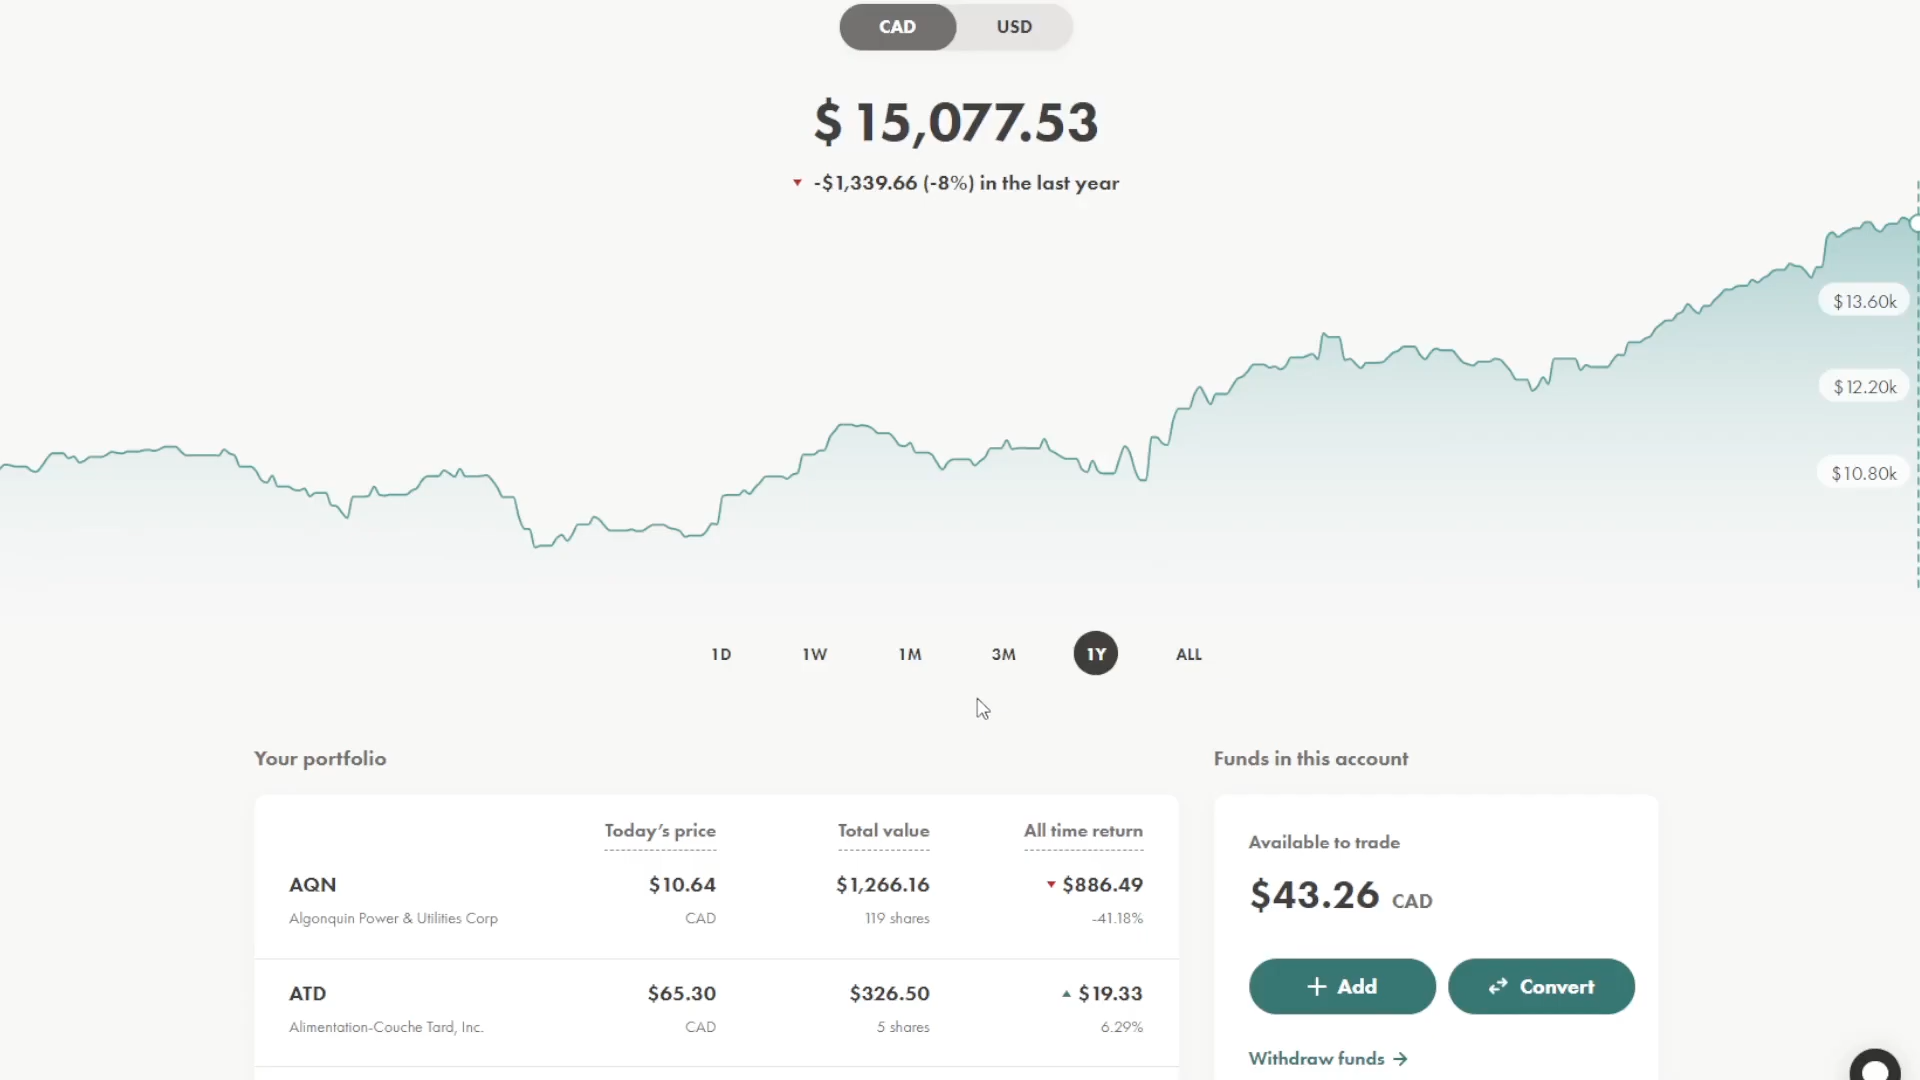 CAD USD
$ 15,077.53
-$1,339.66 (-8%) in the last year
$13.60k
$12.20k
$10.80k
1D 1W 1M 3M 1Y ALL
Your portfolio
Today's price Total value All time return
AQN $10.64 $1,266.16 $886.49
Algonquin Power & Utilities Corp CAD 119 shares -41.18%
ATD $65.30 $326.50 $19.33
Alimentation-Couche Tard, Inc. CAD 5 shares 6.29%
Funds in this account
Available to trade
$43.26 CAD
+ Add Convert
Withdraw funds →